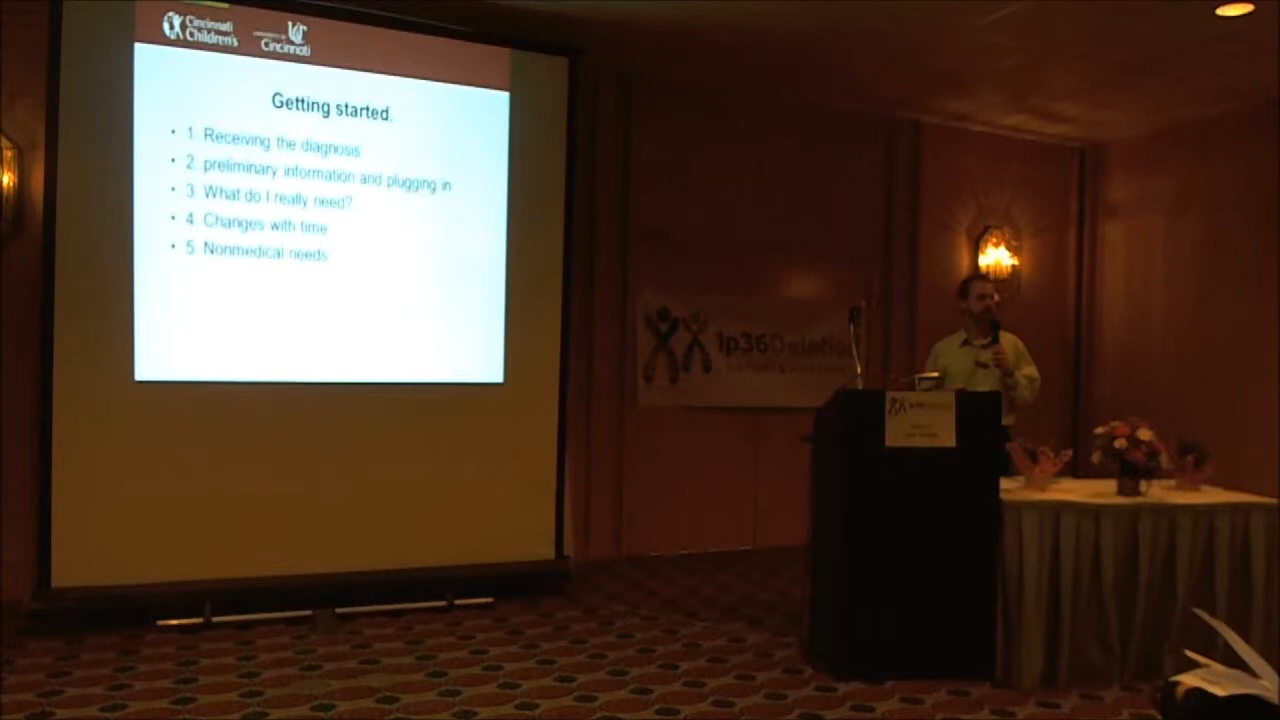 Cincinnati
Children's
UNIVERSITY OF
Cincinnati
Getting started.
• 1. Receiving the diagnosis
• 2. preliminary information and plugging in
• 3. What do I really need?
• 4. Changes with time
• 5. Nonmedical needs
1p36Deletion